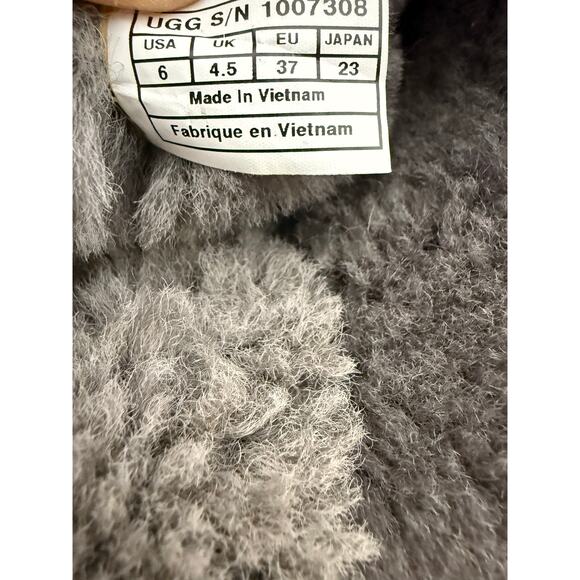 UGG S/N 1007308
USA UK EU JAPAN
6 4.5 37 23
Made In Vietnam
Fabrique en Vietnam